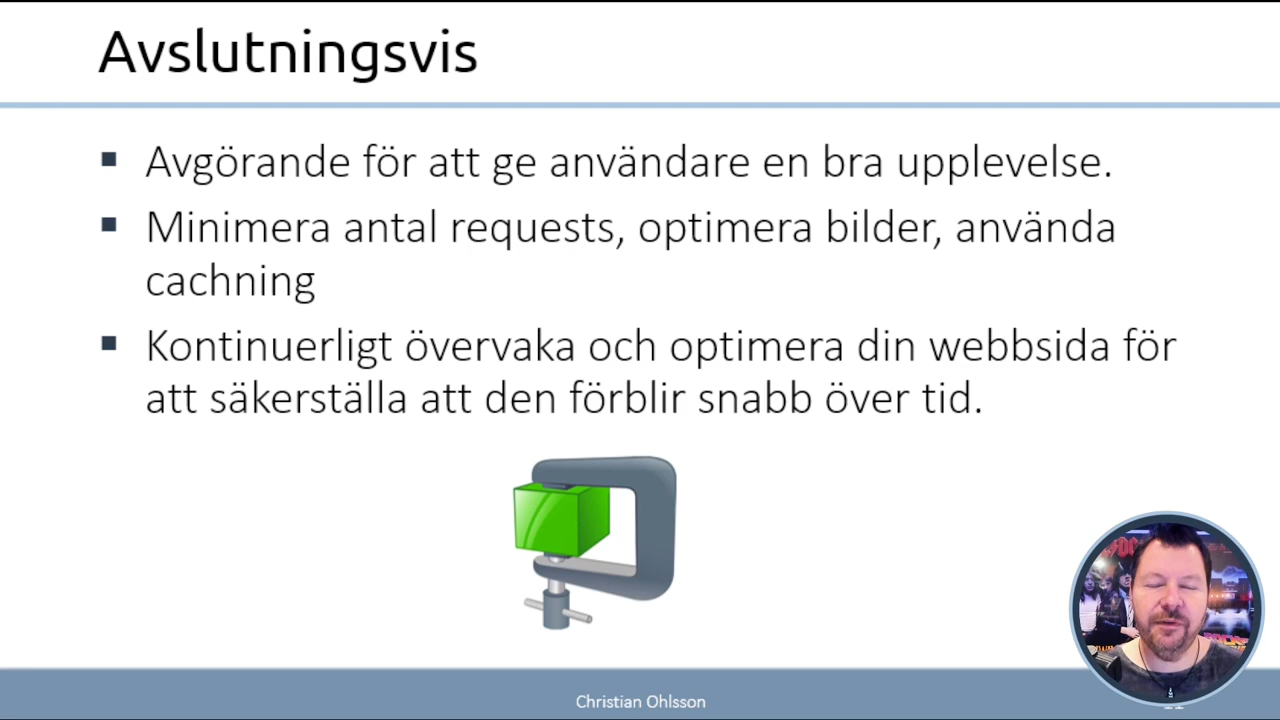 Avslutningsvis
Avgörande för att ge användare en bra upplevelse.
Minimera antal requests, optimera bilder, använda
cachning
Kontinuerligt övervaka och optimera din webbsida för
att säkerställa att den förblir snabb över tid.
Christian Ohlsson